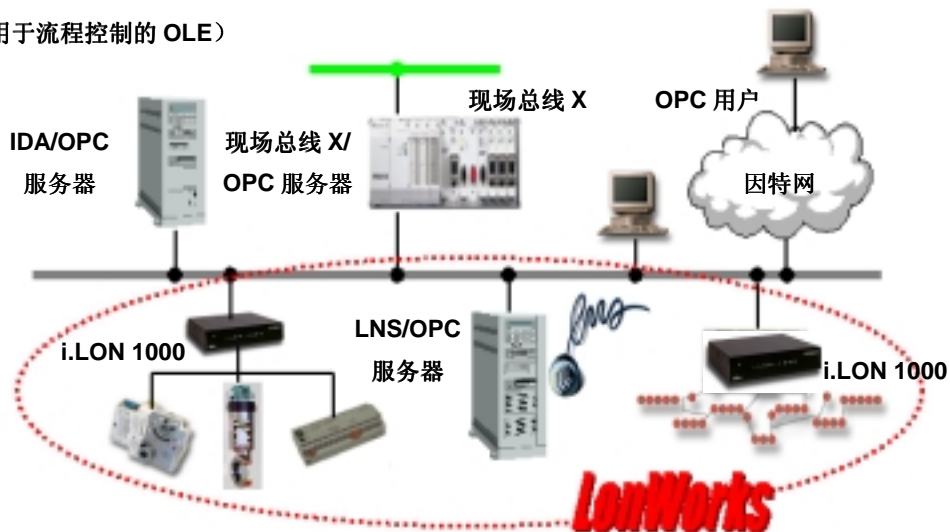 用于流程控制的 OLE）
现场总线 X
OPC 用户
IDA/OPC
服务器
现场总线 X/
OPC 服务器
因特网
i.LON 1000
LNS/OPC
服务器
lns
i.LON 1000
LonWorks